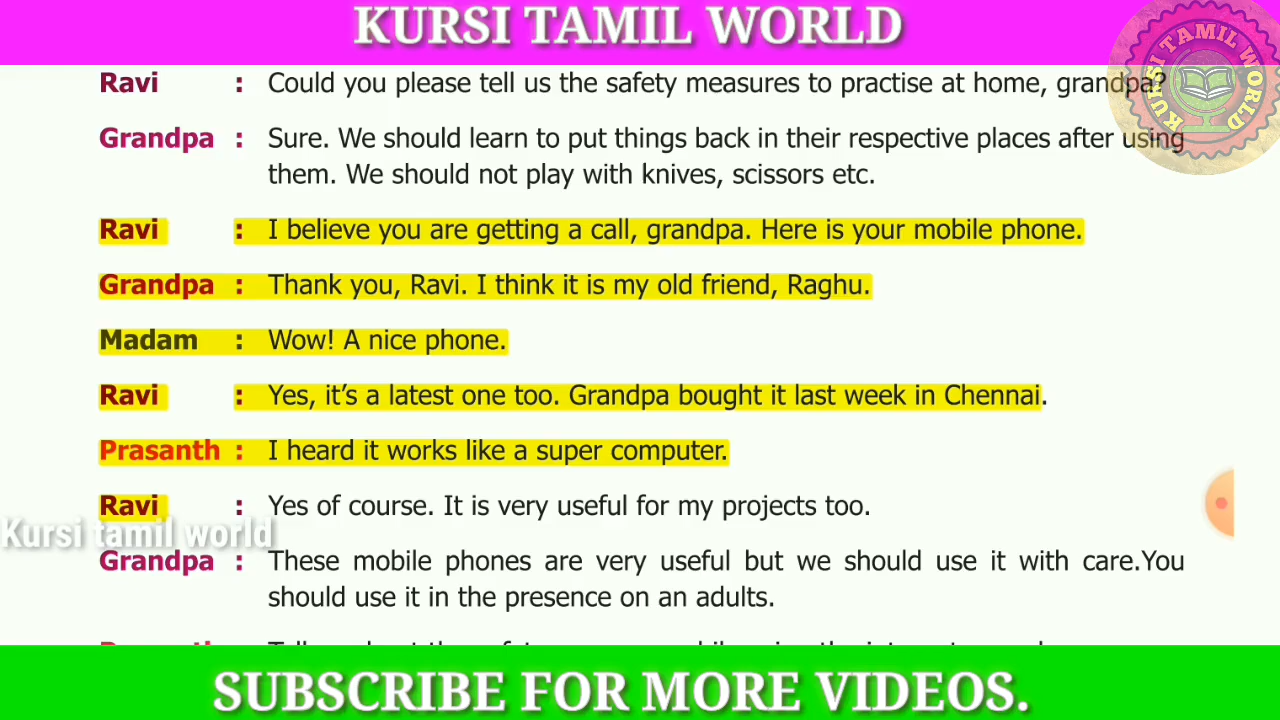 KURSI TAMIL WORLD
KURSI TAMIL WORLD
Ravi : Could you please tell us the safety measures to practise at home, grandpa?
Grandpa : Sure. We should learn to put things back in their respective places after using
them. We should not play with knives, scissors etc.
Ravi : I believe you are getting a call, grandpa. Here is your mobile phone.
Grandpa : Thank you, Ravi. I think it is my old friend, Raghu.
Madam : Wow! A nice phone.
Ravi : Yes, it’s a latest one too. Grandpa bought it last week in Chennai.
Prasanth : I heard it works like a super computer.
Ravi : Yes of course. It is very useful for my projects too.
Kursi tamil world
Grandpa : These mobile phones are very useful but we should use it with care.You
should use it in the presence on an adults.
SUBSCRIBE FOR MORE VIDEOS.